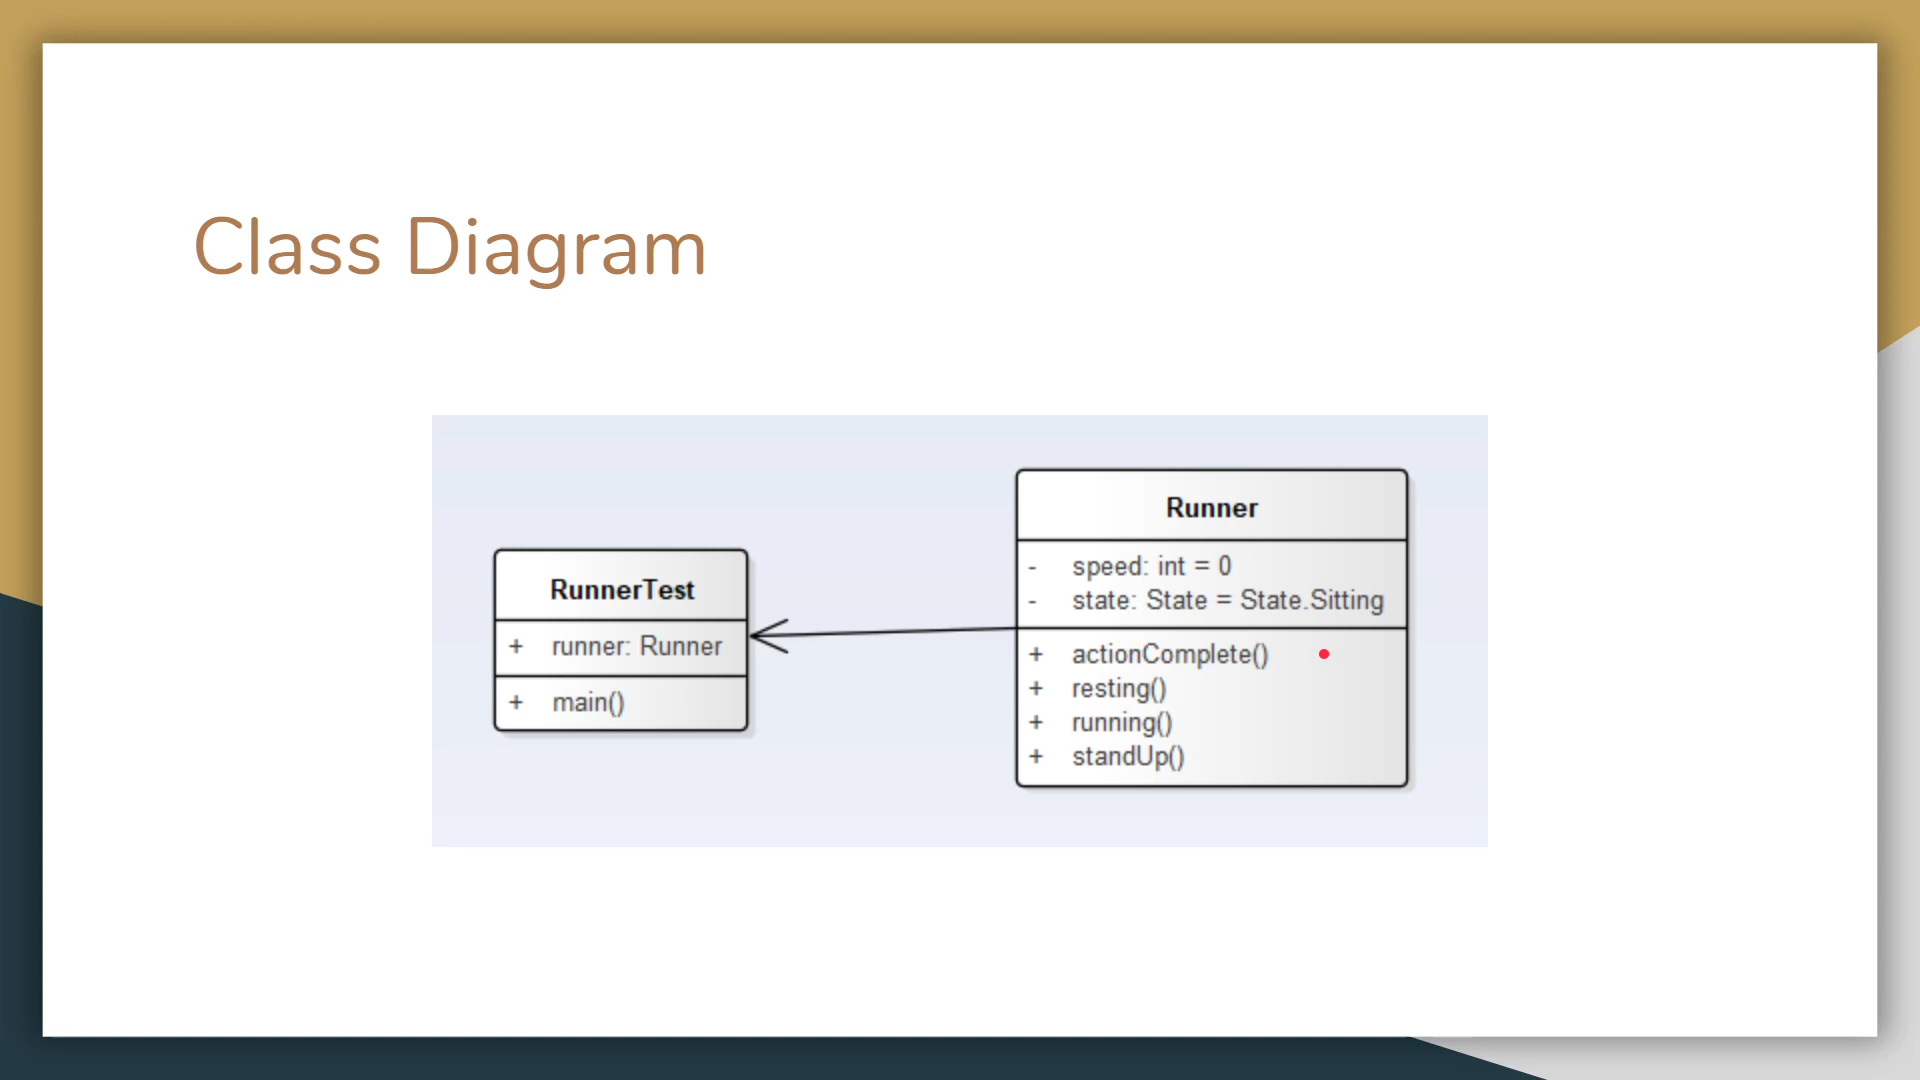 Class Diagram
RunnerTest
+ runner: Runner
+ main()
Runner
- speed: int = 0
- state: State = State.Sitting
+ actionComplete()
+ resting()
+ running()
+ standUp()